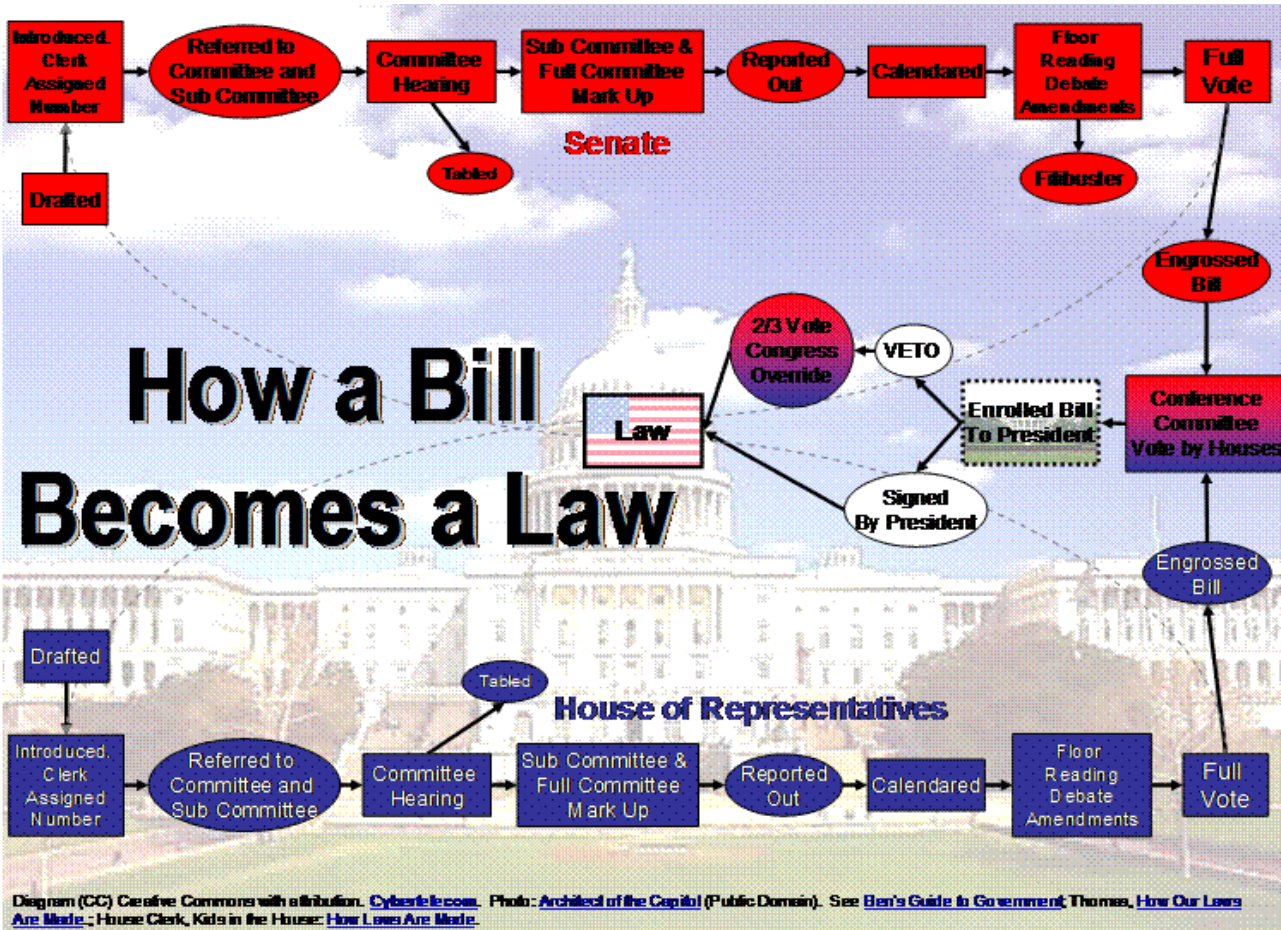 Introduced.
Clerk
Assigned
Number
Referred to
Committee and
Sub Committee
Committee
Hearing
Sub Committee &
Full Committee
Mark Up
Reported
Out
Calendared
Floor
Reading
Debate
Amendments
Full
Vote
Senate
Tabled
Filibuster
Drafted
Engrossed
Bill
2/3 Vote
Congress
Override
VETO
How a Bill
Becomes a Law
Law
Enrolled Bill
To President
Conference
Committee
Vote by Houses
Signed
By President
Engrossed
Bill
Drafted
Tabled
House of Representatives
Introduced.
Clerk
Assigned
Number
Referred to
Committee and
Sub Committee
Committee
Hearing
Sub Committee &
Full Committee
Mark Up
Reported
Out
Calendared
Floor
Reading
Debate
Amendments
Full
Vote
Diagram (CC) Creative Commons with attribution. Cybertelecom. Photo: Architect of the Capitol (Public Domain). See Ben's Guide to Government; Thomas, How Our Laws
Are Made.; House Clerk, Kids in the House: How Laws Are Made.